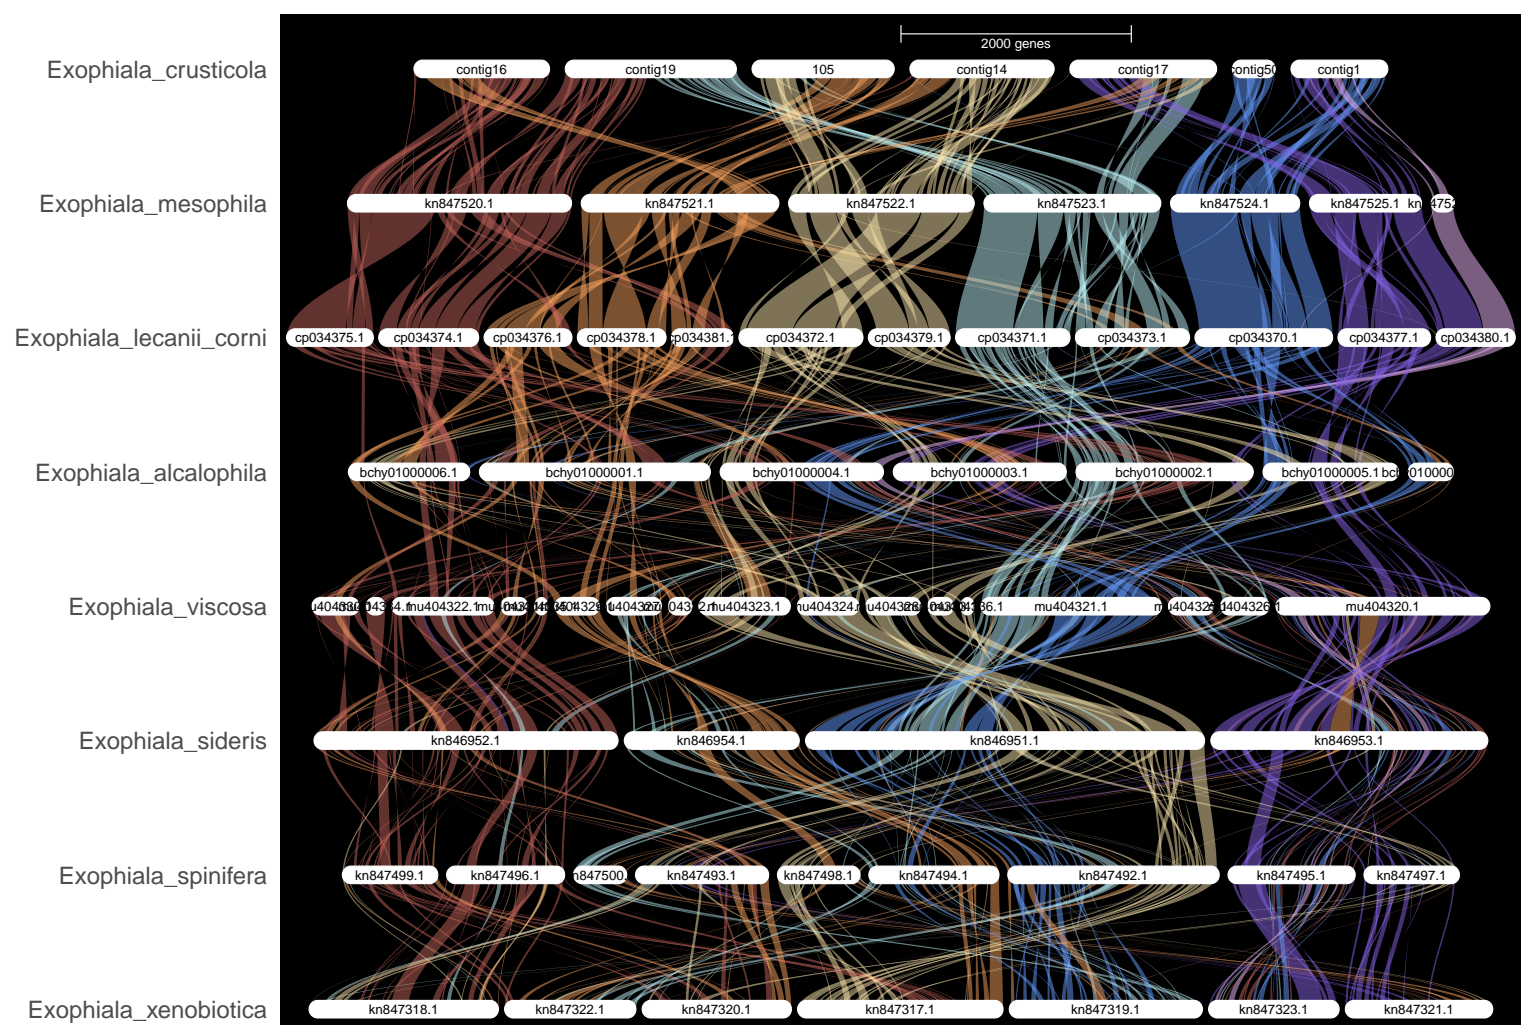 2000 genes
Exophiala_crusticola contig16 contig19 105 contig14 contig17 contig50 contig1
Exophiala_mesophila kn847520.1 kn847521.1 kn847522.1 kn847523.1 kn847524.1 kn847525.1
Exophiala_lecanii_corni cp034375.1 cp034374.1 cp034376.1 cp034378.1 cp034381.1 cp034372.1 cp034379.1 cp034371.1 cp034373.1 cp034370.1 cp034377.1 cp034380.1
Exophiala_alcalophila bchy01000006.1 bchy01000001.1 bchy01000004.1 bchy01000003.1 bchy01000002.1 bchy01000005.1
Exophiala_viscosa mu404322.1 mu404323.1 mu404321.1 mu404320.1
Exophiala_sideris kn846952.1 kn846954.1 kn846951.1 kn846953.1
Exophiala_spinifera kn847499.1 kn847496.1 kn847500. kn847493.1 kn847498.1 kn847494.1 kn847492.1 kn847495.1 kn847497.1
Exophiala_xenobiotica kn847318.1 kn847322.1 kn847320.1 kn847317.1 kn847319.1 kn847323.1 kn847321.1